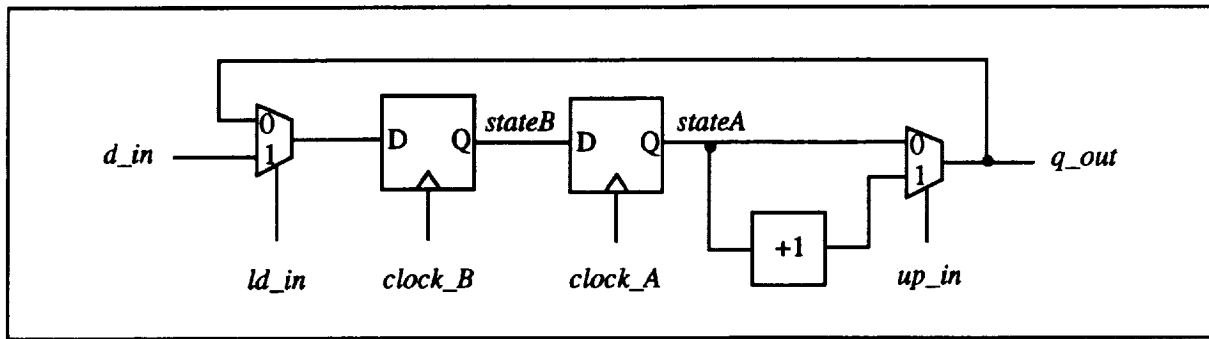 0
1
d_in
ld_in
D Q
clock_B
stateB
D Q
clock_A
stateA
+1
0
1
up_in
q_out